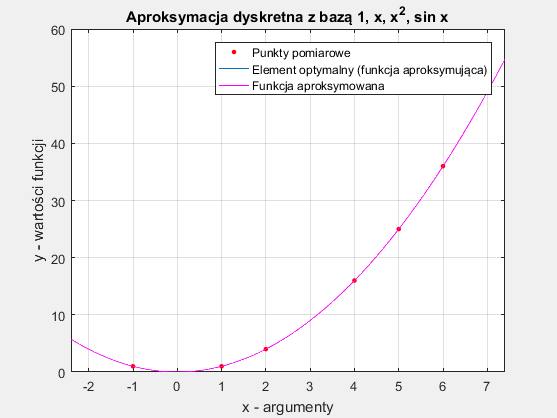 Aproksymacja dyskretna z bazą 1, x, x², sin x
Punkty pomiarowe
Element optymalny (funkcja aproksymująca)
Funkcja aproksymowana
60
50
40
30
20
10
0
y - wartości funkcji
-2 -1 0 1 2 3 4 5 6 7
x - argumenty